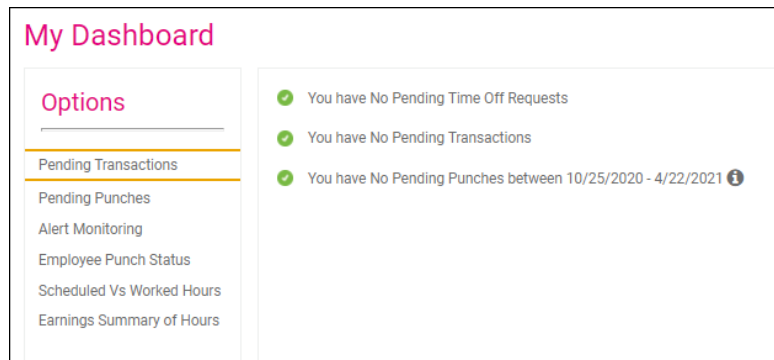 My Dashboard
Options
Pending Transactions
Pending Punches
Alert Monitoring
Employee Punch Status
Scheduled Vs Worked Hours
Earnings Summary of Hours
You have No Pending Time Off Requests
You have No Pending Transactions
You have No Pending Punches between 10/25/2020 - 4/22/2021